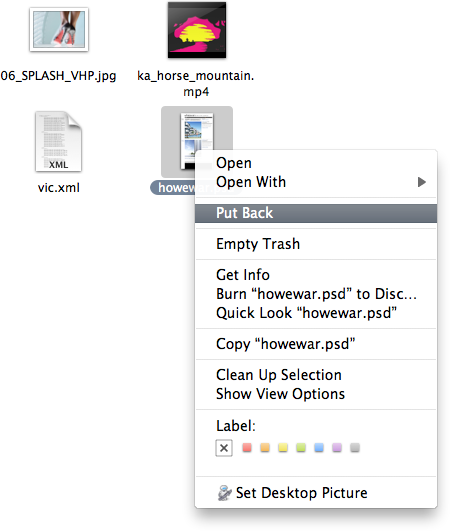 06_SPLASH_VHP.jpg
ka_horse_mountain.
mp4
XML
vic.xml
howewar
Open
Open With
Put Back
Empty Trash
Get Info
Burn “howewar.psd” to Disc...
Quick Look “howewar.psd”
Copy “howewar.psd”
Clean Up Selection
Show View Options
Label:
Set Desktop Picture